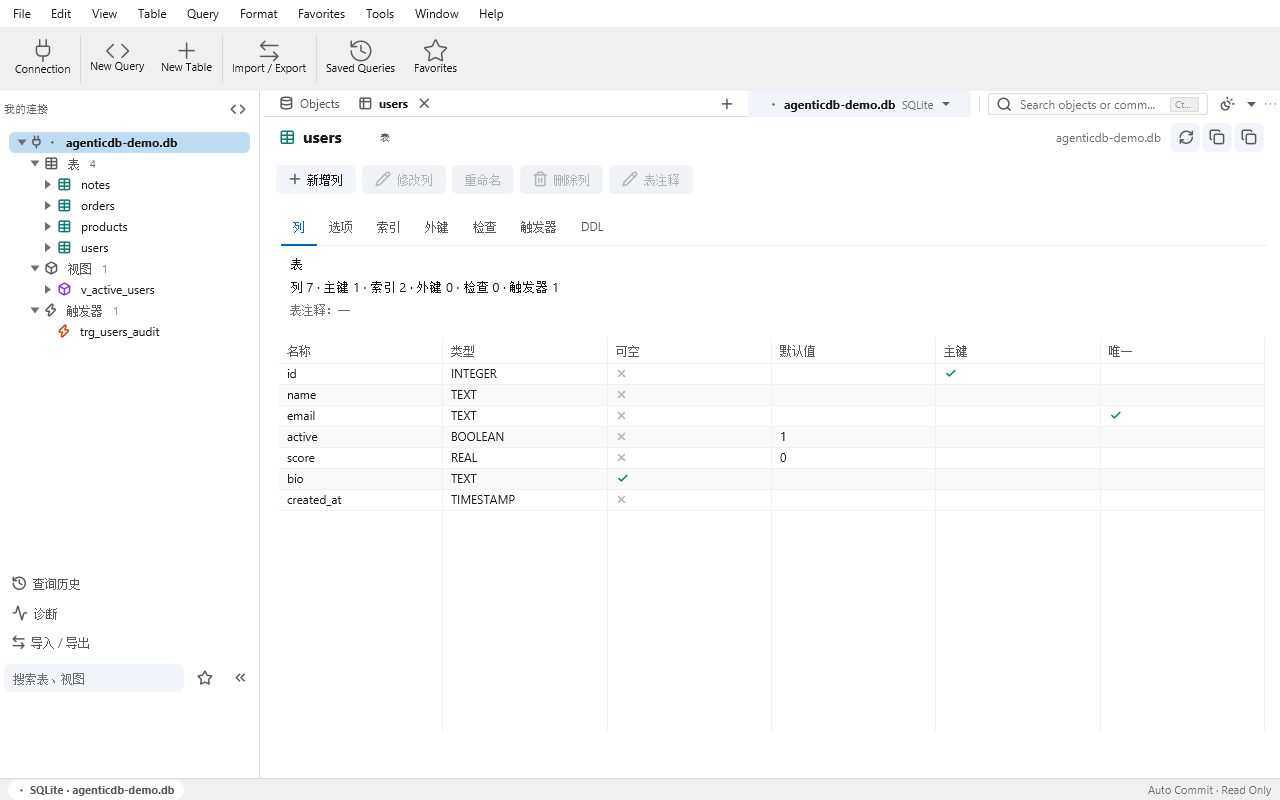 File Edit View Table Query Format Favorites Tools Window Help
Connection New Query New Table Import / Export Saved Queries Favorites
我的连接
agenticdb-demo.db
表 4
notes
orders
products
users
视图 1
v_active_users
触发器 1
trg_users_audit
查询历史
诊断
导入 / 导出
搜索表、视图
Objects users agenticdb-demo.db SQLite Search objects or comm... Ct...
users 表 agenticdb-demo.db
新增列 修改列 重命名 删除列 表注释
列 选项 索引 外键 检查 触发器 DDL
表
列 7 · 主键 1 · 索引 2 · 外键 0 · 检查 0 · 触发器 1
表注释: —
名称 类型 可空 默认值 主键 唯一
id INTEGER
name TEXT
email TEXT
active BOOLEAN 1
score REAL 0
bio TEXT
created_at TIMESTAMP
SQLite · agenticdb-demo.db Auto Commit · Read Only